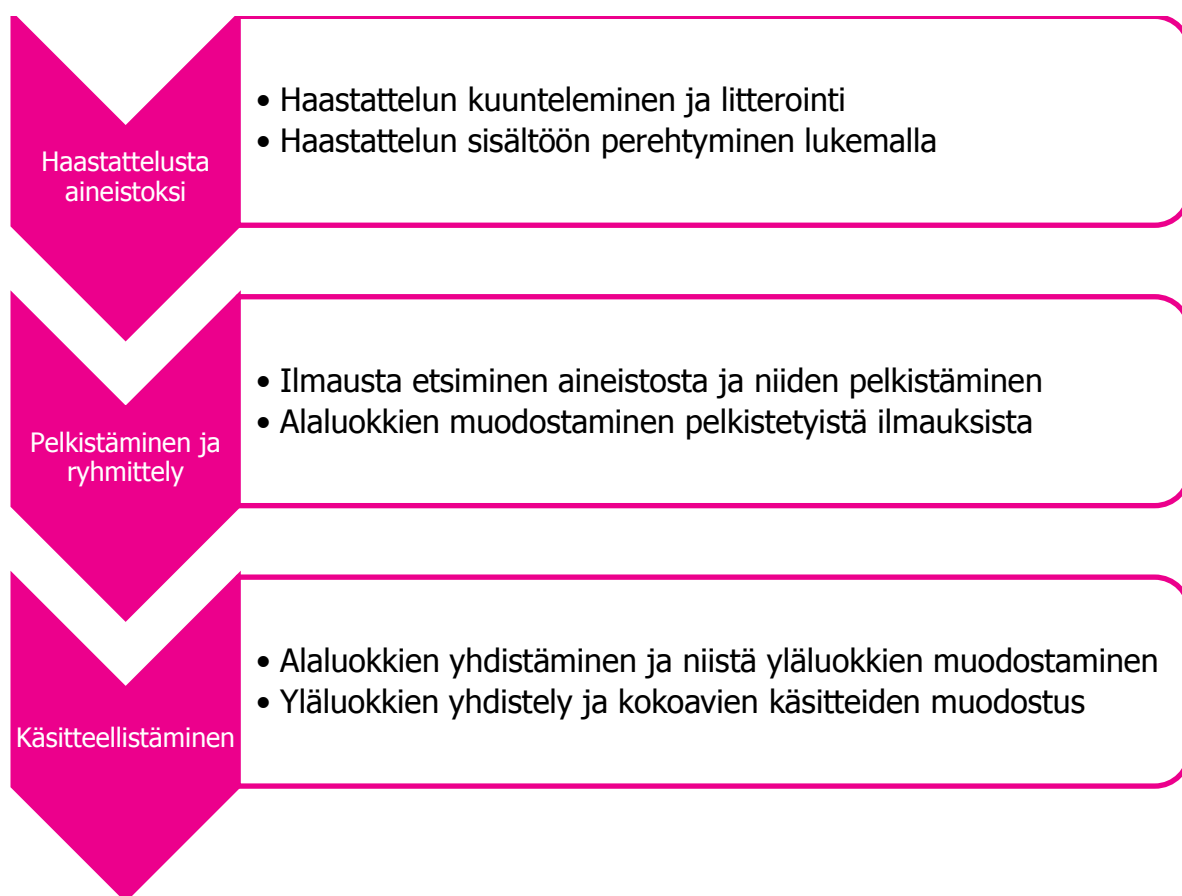 Haastattelusta
aineistoksi
• Haastattelun kuunteleminen ja litterointi
• Haastattelun sisältöön perehtyminen lukemalla
Pelkistäminen ja
ryhmittely
• Ilmausta etsiminen aineistosta ja niiden pelkistäminen
• Alaluokkien muodostaminen pelkistetyistä ilmauksista
Käsitteellistäminen
• Alaluokkien yhdistäminen ja niistä yläluokkien muodostaminen
• Yläluokkien yhdistely ja kokoavien käsitteiden muodostus